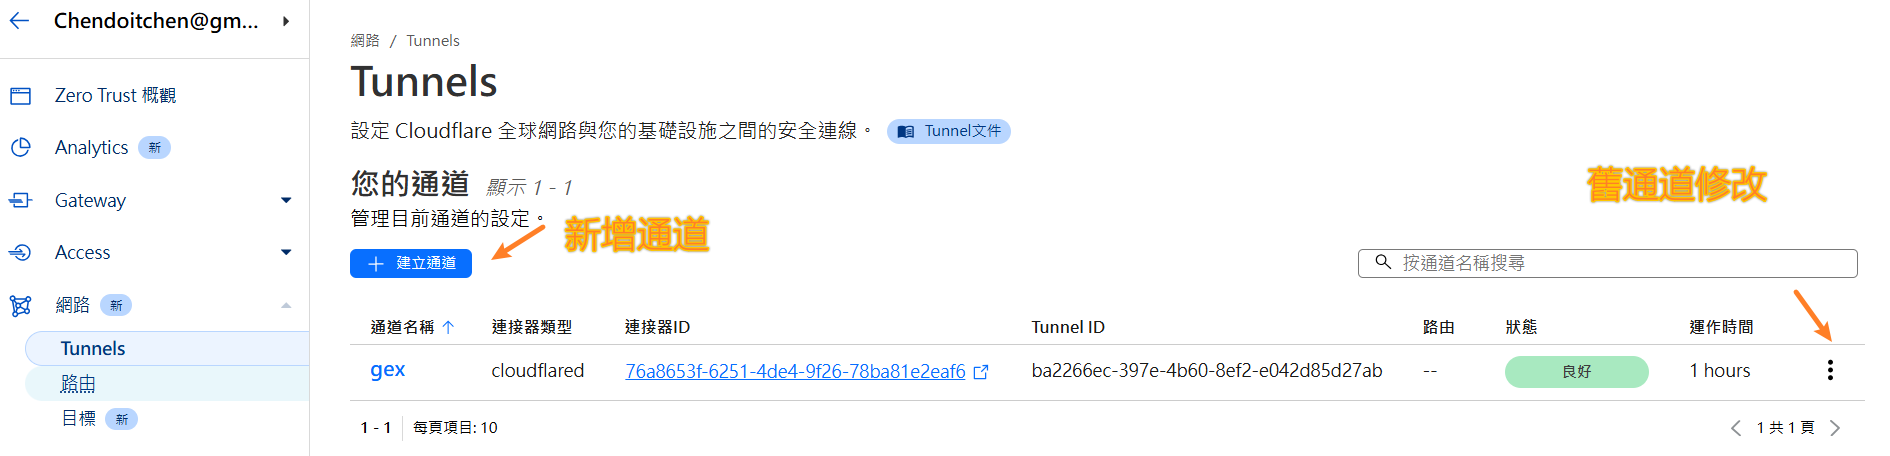 Chendoitchen@gm...
Zero Trust 概觀
Analytics 新
Gateway
Access
網路 新
Tunnels
路由
目標 新
網路 / Tunnels
Tunnels
設定 Cloudflare 全球網路與您的基礎設施之間的安全連線。 Tunnel文件
您的通道 顯示 1 - 1
管理目前通道的設定。
新增通道
舊通道修改
建立通道
按通道名稱搜尋
通道名稱 連接器類型 連接器ID Tunnel ID 路由 狀態 運作時間
gex cloudflared 76a8653f-6251-4de4-9f26-78ba81e2eaf6 ba2266ec-397e-4b60-8ef2-e042d85d27ab -- 良好 1 hours
1 - 1 每頁項目: 10 1 共 1 頁